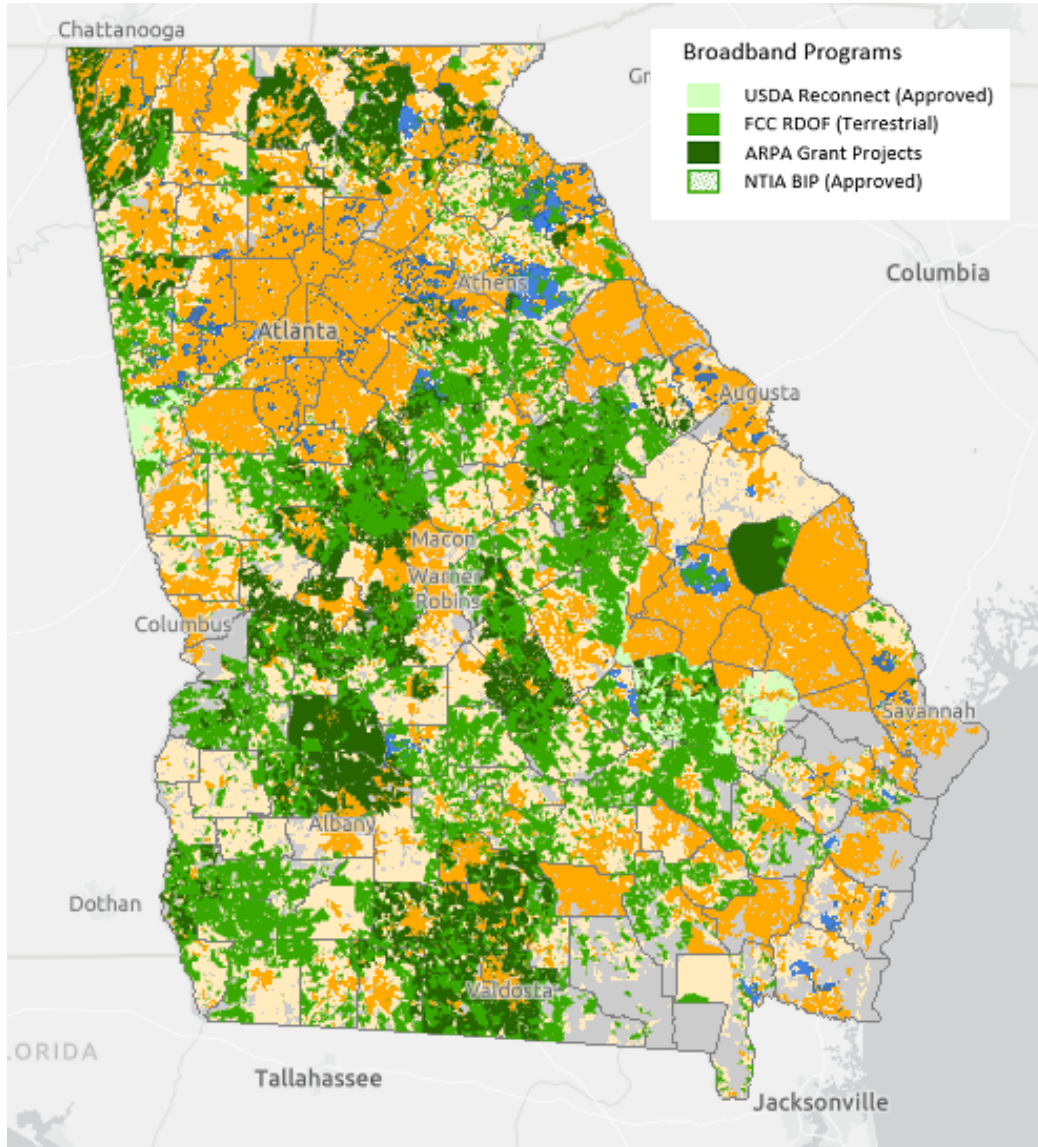 Chattanooga
Broadband Programs
Gr
USDA Reconnect (Approved)
FCC RDOF (Terrestrial)
ARPA Grant Projects
NTIA BIP (Approved)
Columbia
Athens
Atlanta
Augusta
Macon
Warner
Robins
Columbus
Savannah
Albany
Dothan
Valdosta
LORIDA
Tallahassee
Jacksonville